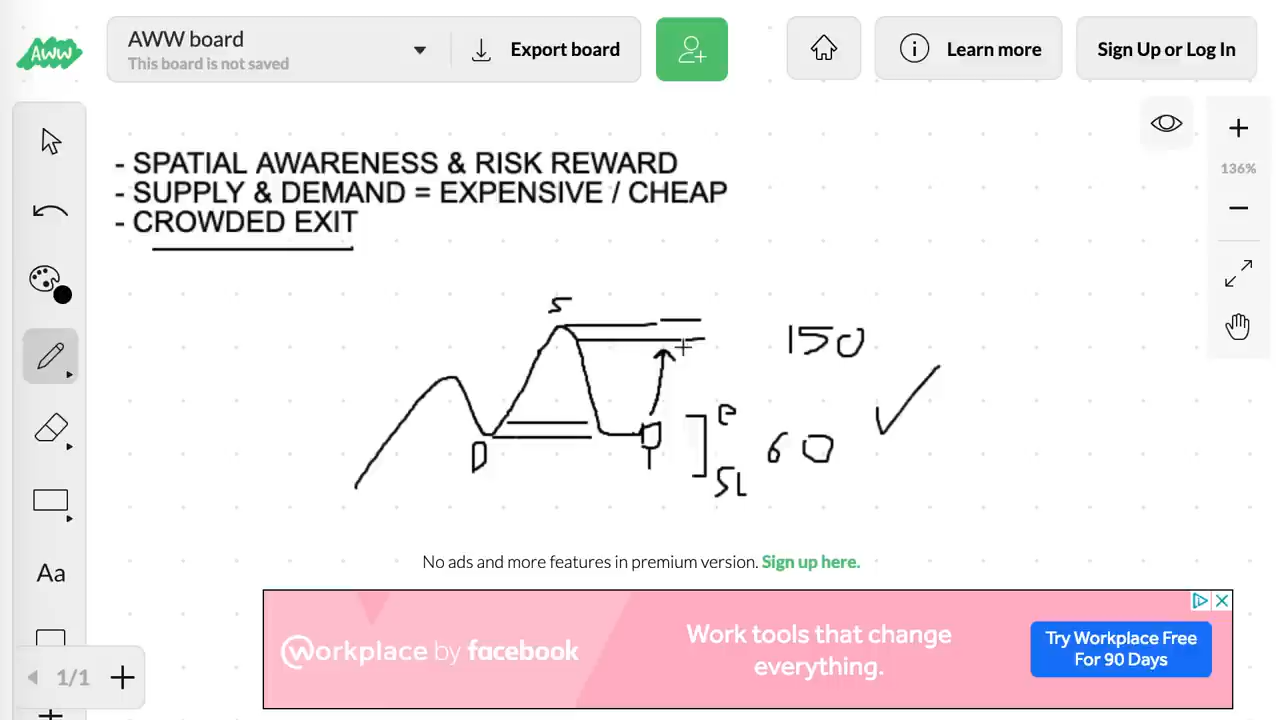 AWW
AWW board
This board is not saved
Export board
Learn more
Sign Up or Log In
136%
- SPATIAL AWARENESS & RISK REWARD
- SUPPLY & DEMAND = EXPENSIVE / CHEAP
- CROWDED EXIT
S
150
D
e
60
SL
Aa
1/1
No ads and more features in premium version. Sign up here.
Workplace by facebook
Work tools that change
everything.
Try Workplace Free
For 90 Days